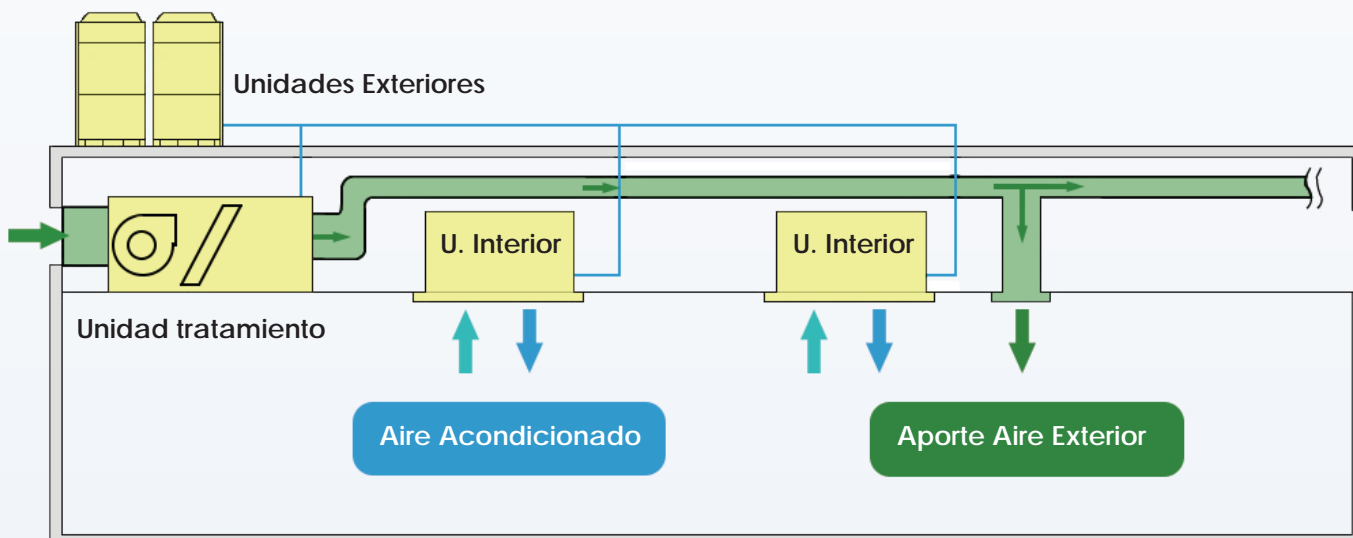 Unidades Exteriores
U. Interior
U. Interior
Unidad tratamiento
Aire Acondicionado
Aporte Aire Exterior